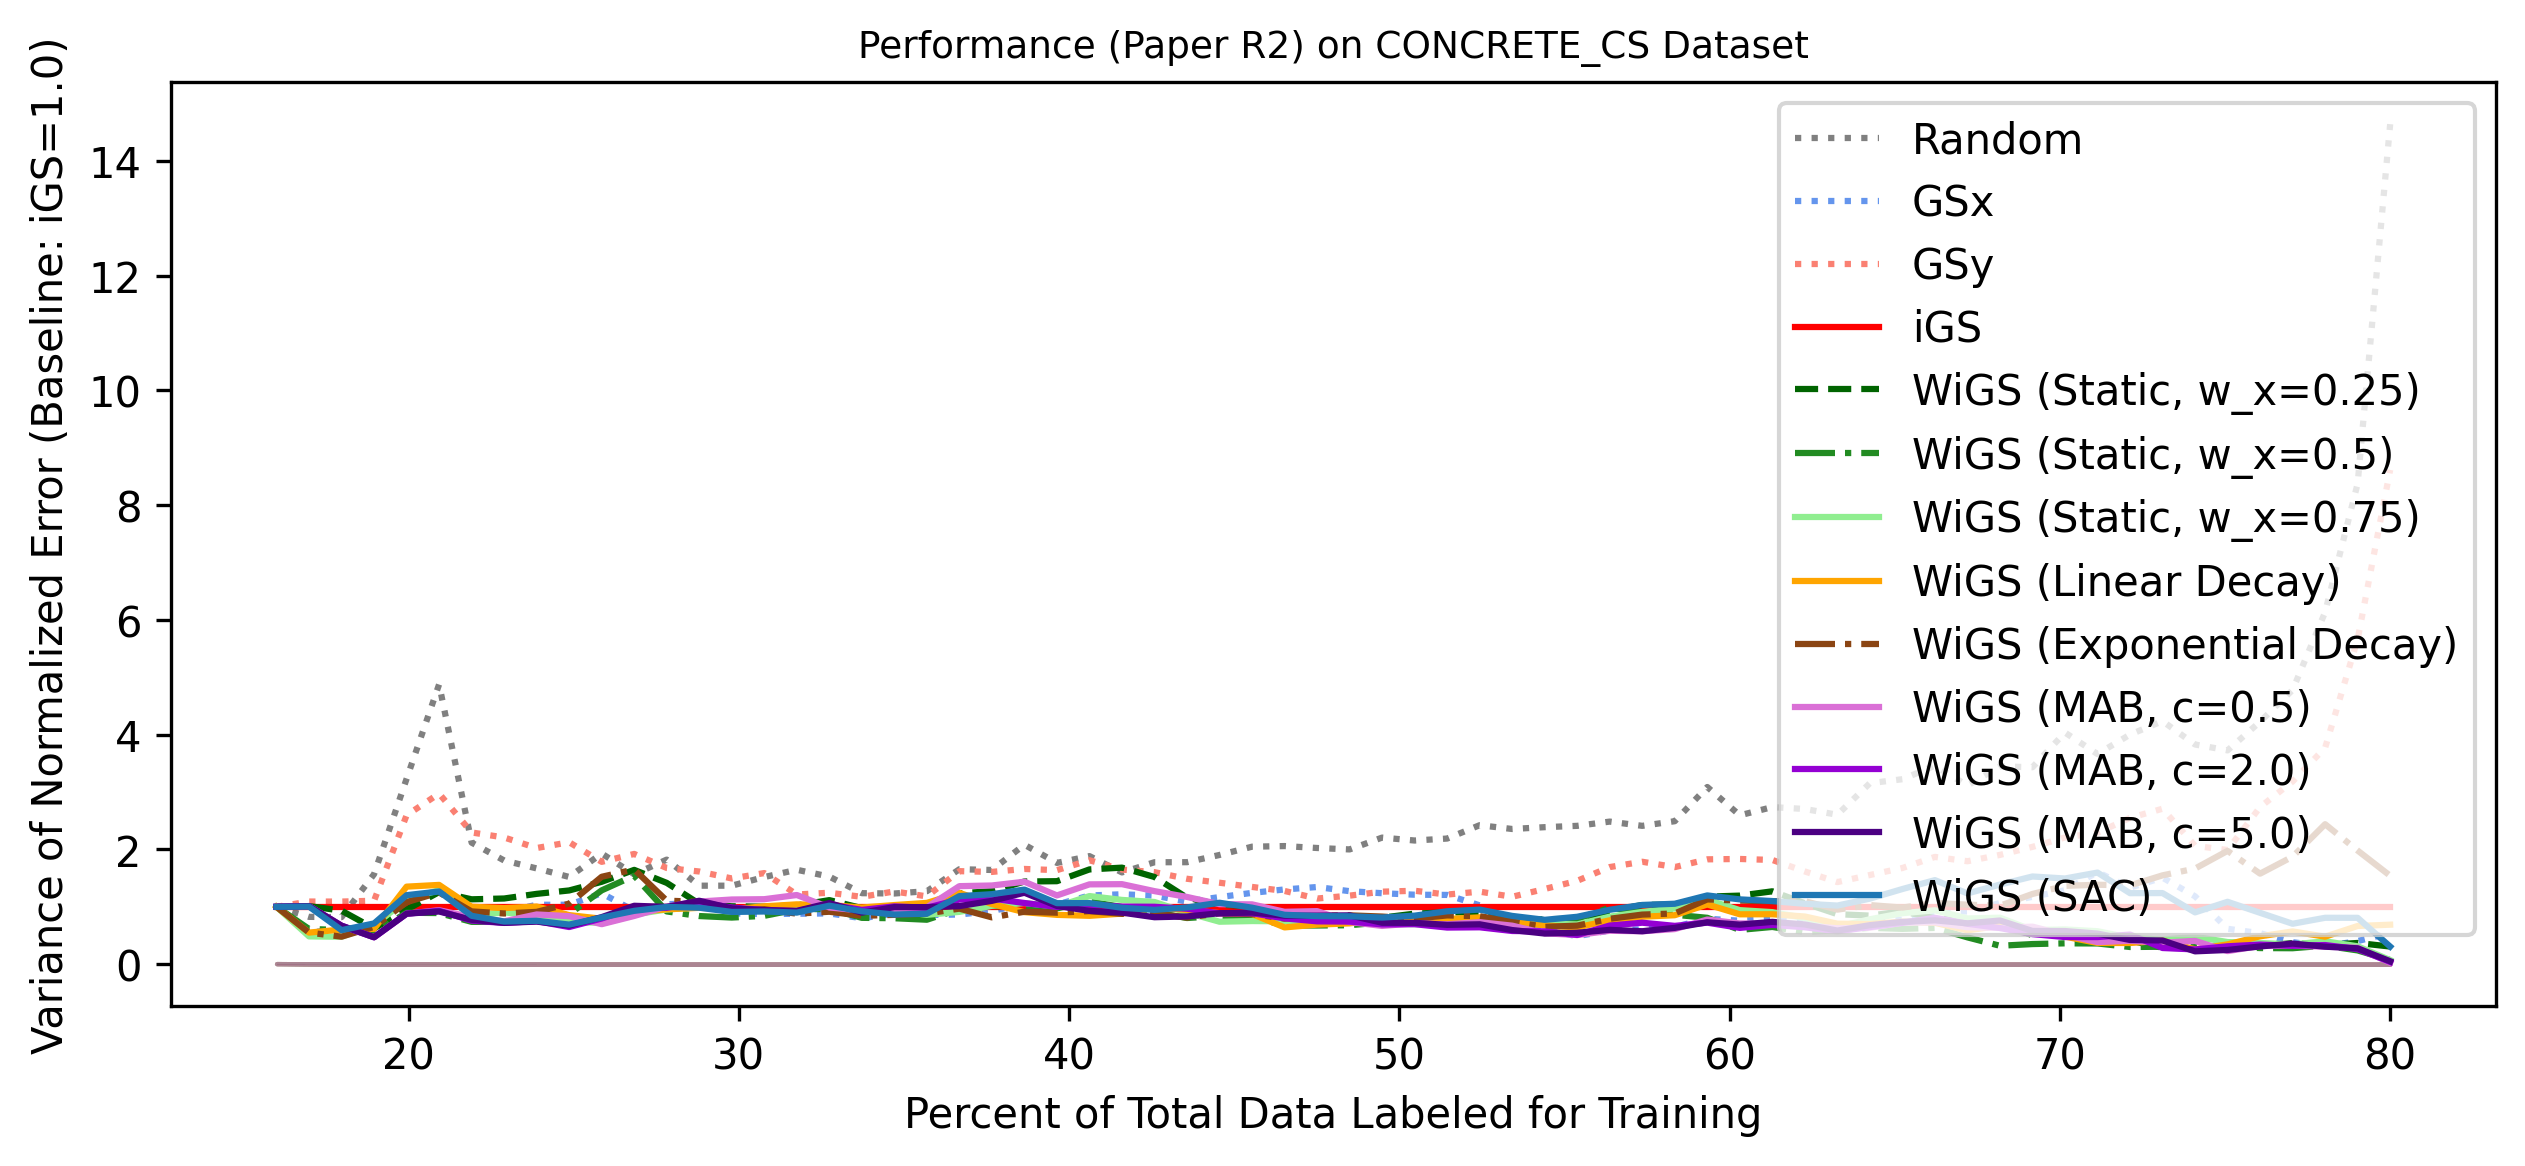 Performance (Paper R2) on CONCRETE_CS Dataset
Variance of Normalized Error (Baseline: iGS=1.0)
14
12
10
8
6
4
2
0
Random
GSx
GSy
iGS
WiGS (Static, w_x=0.25)
WiGS (Static, w_x=0.5)
WiGS (Static, w_x=0.75)
WiGS (Linear Decay)
WiGS (Exponential Decay)
WiGS (MAB, c=0.5)
WiGS (MAB, c=2.0)
WiGS (MAB, c=5.0)
WiGS (SAC)
20 30 40 50 60 70 80
Percent of Total Data Labeled for Training